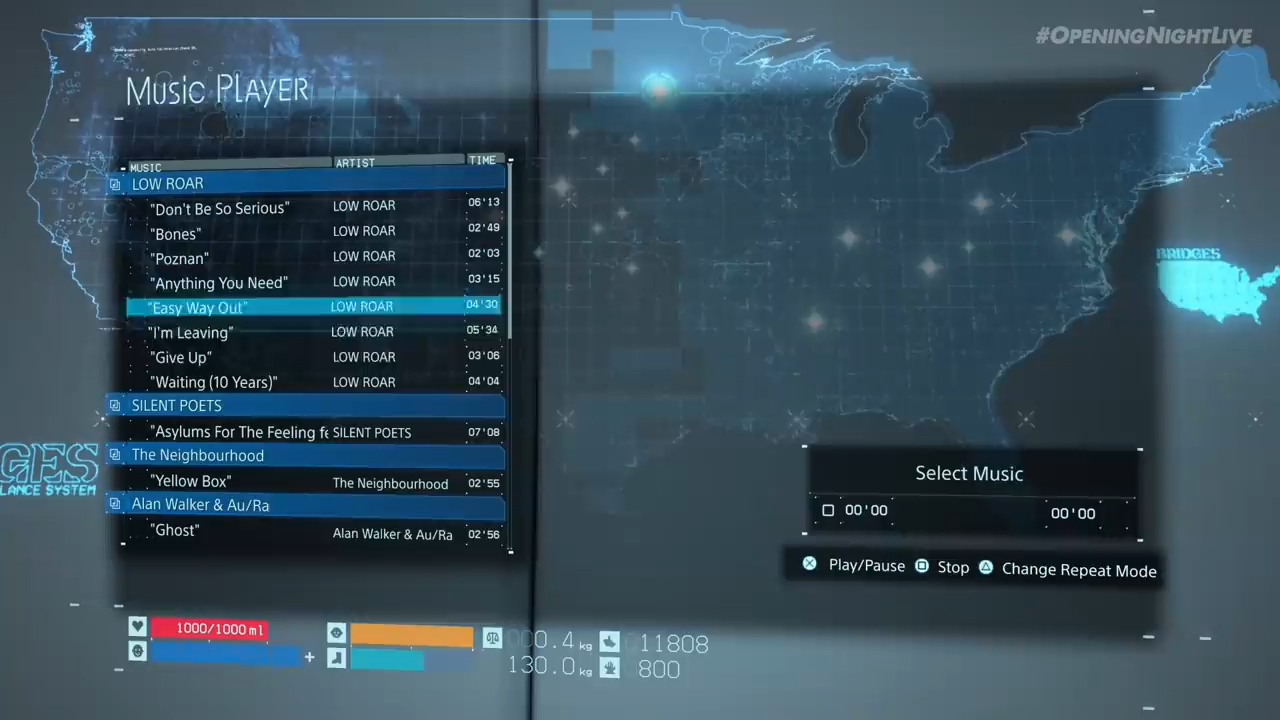 #OPENINGNIGHTLIVE
Music Player
MUSIC ARTIST TIME
LOW ROAR
"Don't Be So Serious" LOW ROAR 06'13
"Bones" LOW ROAR 02'49
"Poznan" LOW ROAR 02'03
"Anything You Need" LOW ROAR 03'15
"Easy Way Out" LOW ROAR 04'30
"I'm Leaving" LOW ROAR 05'34
"Give Up" LOW ROAR 03'06
"Waiting (10 Years)" LOW ROAR 04'04
SILENT POETS
"Asylums For The Feeling fe SILENT POETS 07'08
The Neighbourhood
"Yellow Box" The Neighbourhood 02'55
Alan Walker & Au/Ra
"Ghost" Alan Walker & Au/Ra 02'56
BRIDGES
GES
LANCE SYSTEM
Select Music
00'00 00'00
Play/Pause Stop Change Repeat Mode
1000/1000 ml
000.4 kg 011808
+ 130.0 kg 800